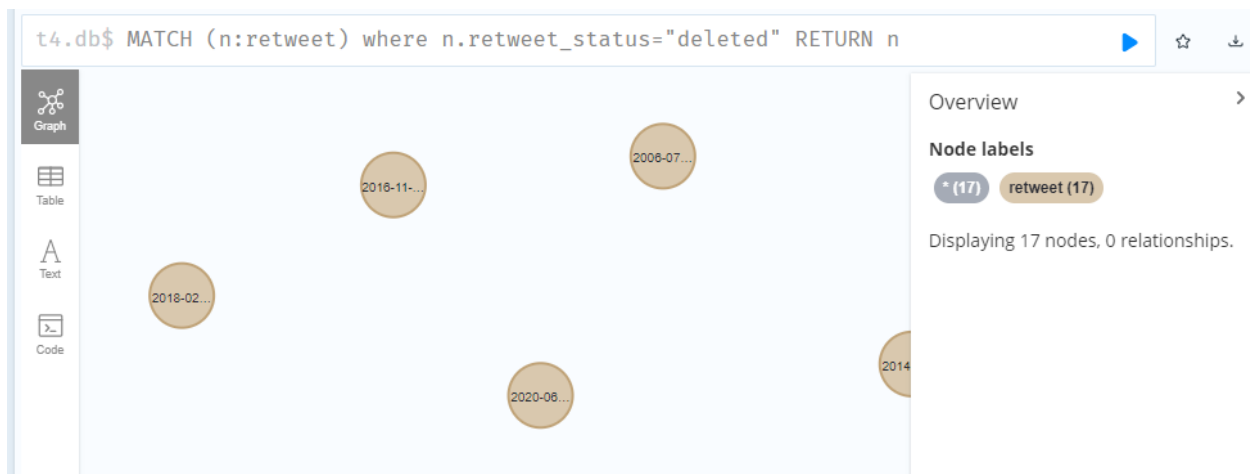 t4.db$ MATCH (n:retweet) where n.retweet_status="deleted" RETURN n
Graph
Table
Text
Code
2006-07...
2016-11-...
2018-02...
2020-06...
2014
Overview
Node labels
* (17) retweet (17)
Displaying 17 nodes, 0 relationships.